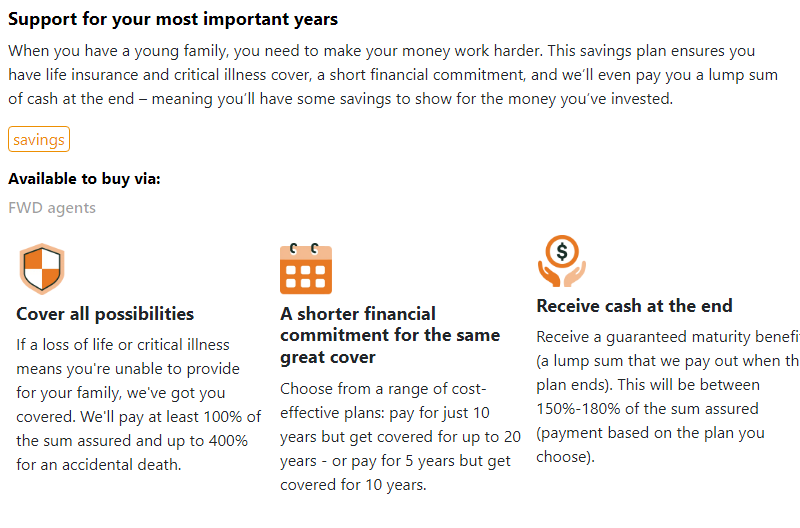 Support for your most important years
When you have a young family, you need to make your money work harder. This savings plan ensures you
have life insurance and critical illness cover, a short financial commitment, and we'll even pay you a lump sum
of cash at the end – meaning you'll have some savings to show for the money you've invested.
savings
Available to buy via:
FWD agents
Cover all possibilities
If a loss of life or critical illness
means you're unable to provide
for your family, we've got you
covered. We'll pay at least 100% of
the sum assured and up to 400%
for an accidental death.
A shorter financial
commitment for the same
great cover
Choose from a range of cost-
effective plans: pay for just 10
years but get covered for up to 20
years - or pay for 5 years but get
covered for 10 years.
$
Receive cash at the end
Receive a guaranteed maturity benefi
(a lump sum that we pay out when th
plan ends). This will be between
150%-180% of the sum assured
(payment based on the plan you
choose).